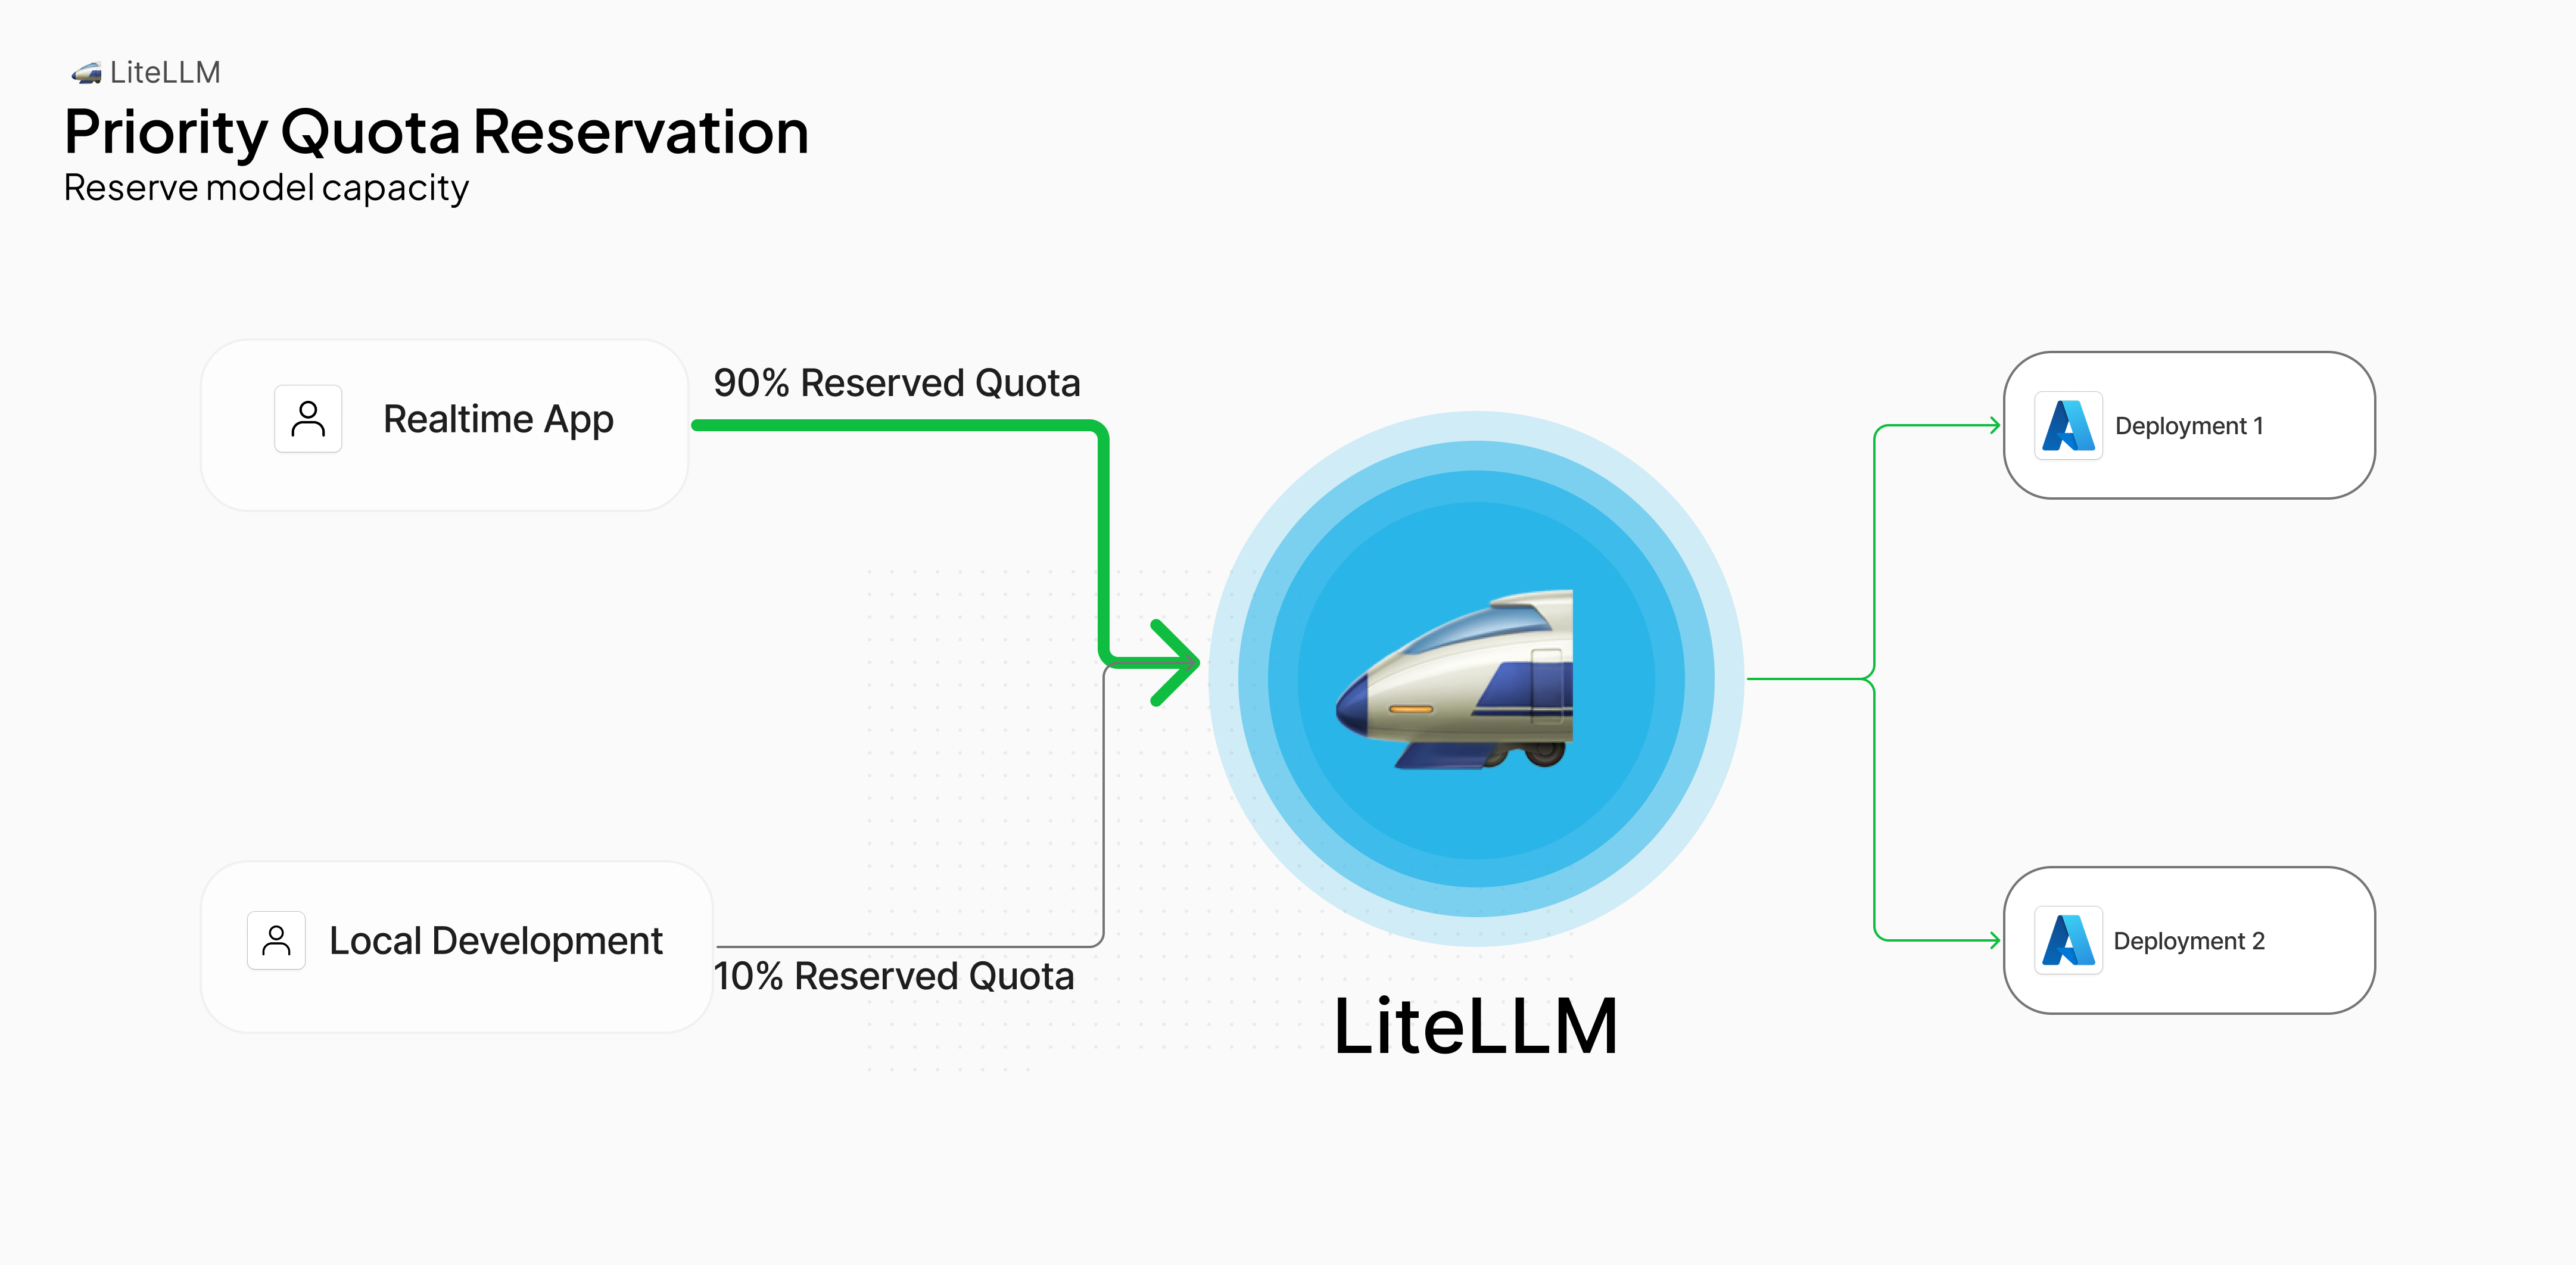 LiteLLM
Priority Quota Reservation
Reserve model capacity
90% Reserved Quota
Realtime App
Deployment 1
Local Development
10% Reserved Quota
Deployment 2
LiteLLM